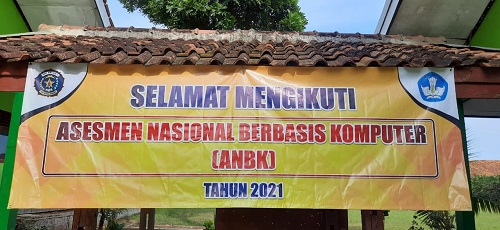 SELAMAT MENGIKUTI
ASESMEN NASIONAL BERBASIS KOMPUTER
(ANBK)
TAHUN 2021